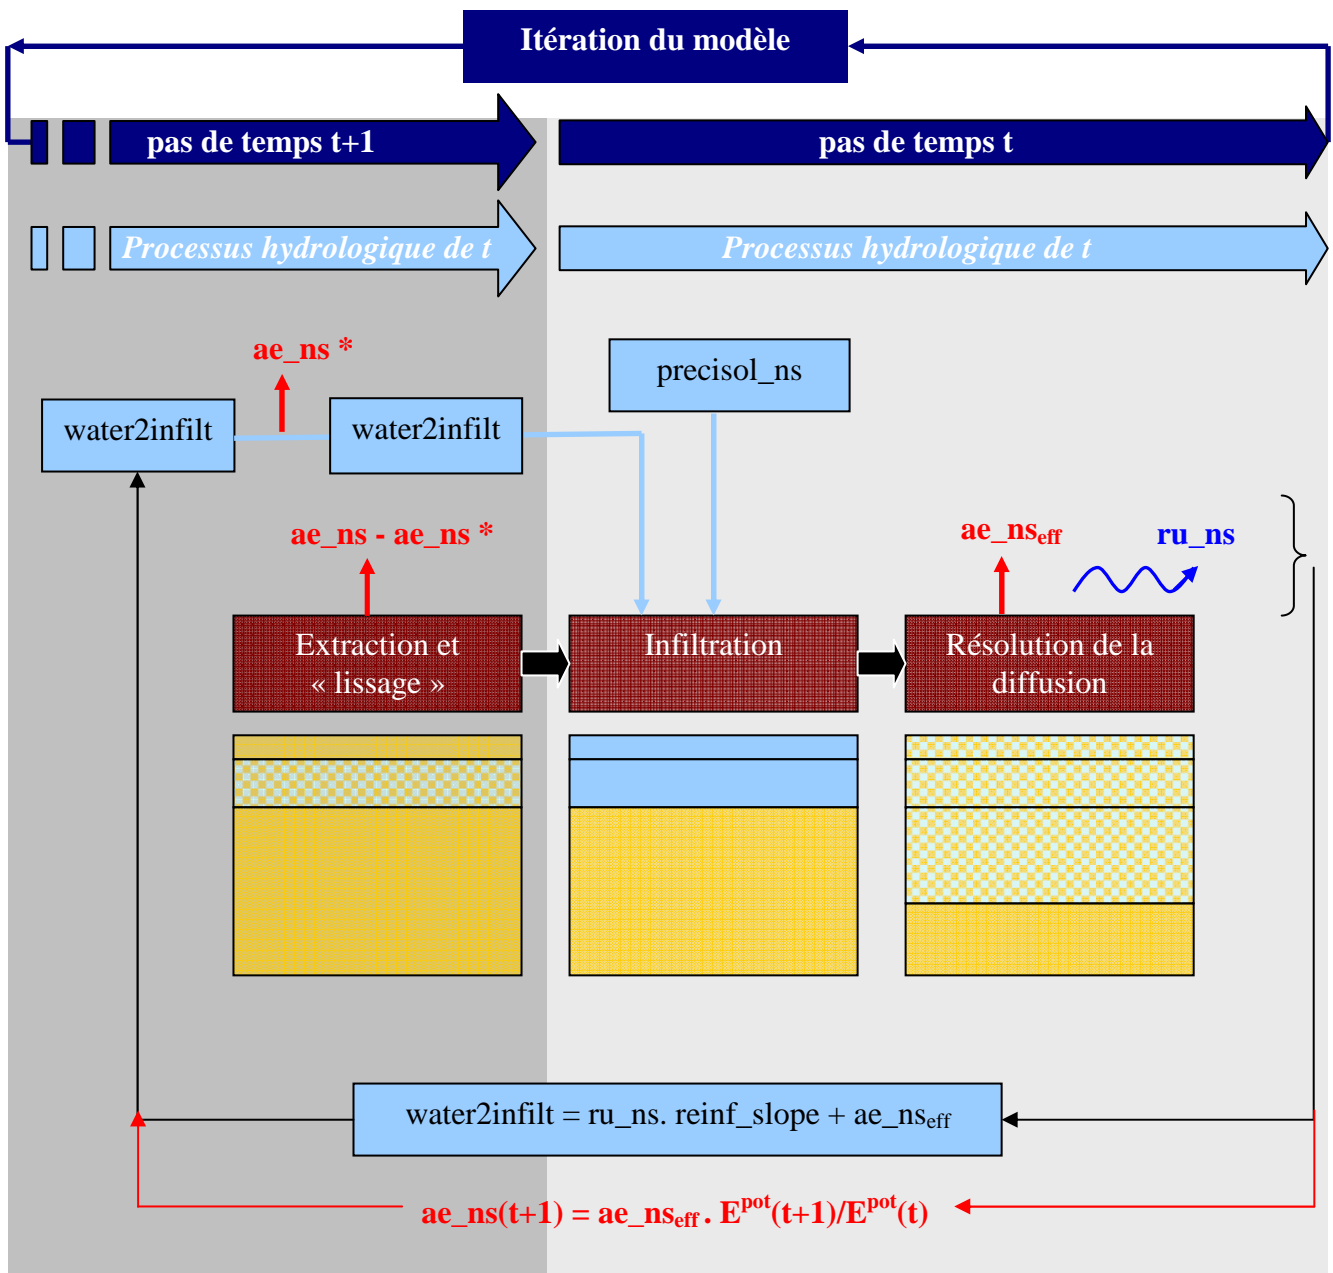 Itération du modèle
pas de temps t+1
pas de temps t
Processus hydrologique de t
Processus hydrologique de t
ae_ns *
precisol_ns
water2infilt
water2infilt
ae_ns - ae_ns *
ae_nseff
ru_ns
Extraction et
« lissage »
Infiltration
Résolution de la
diffusion
water2infilt = ru_ns. reinf_slope + ae_nseff
ae_ns(t+1) = ae_nseff . Epot(t+1)/Epot(t)